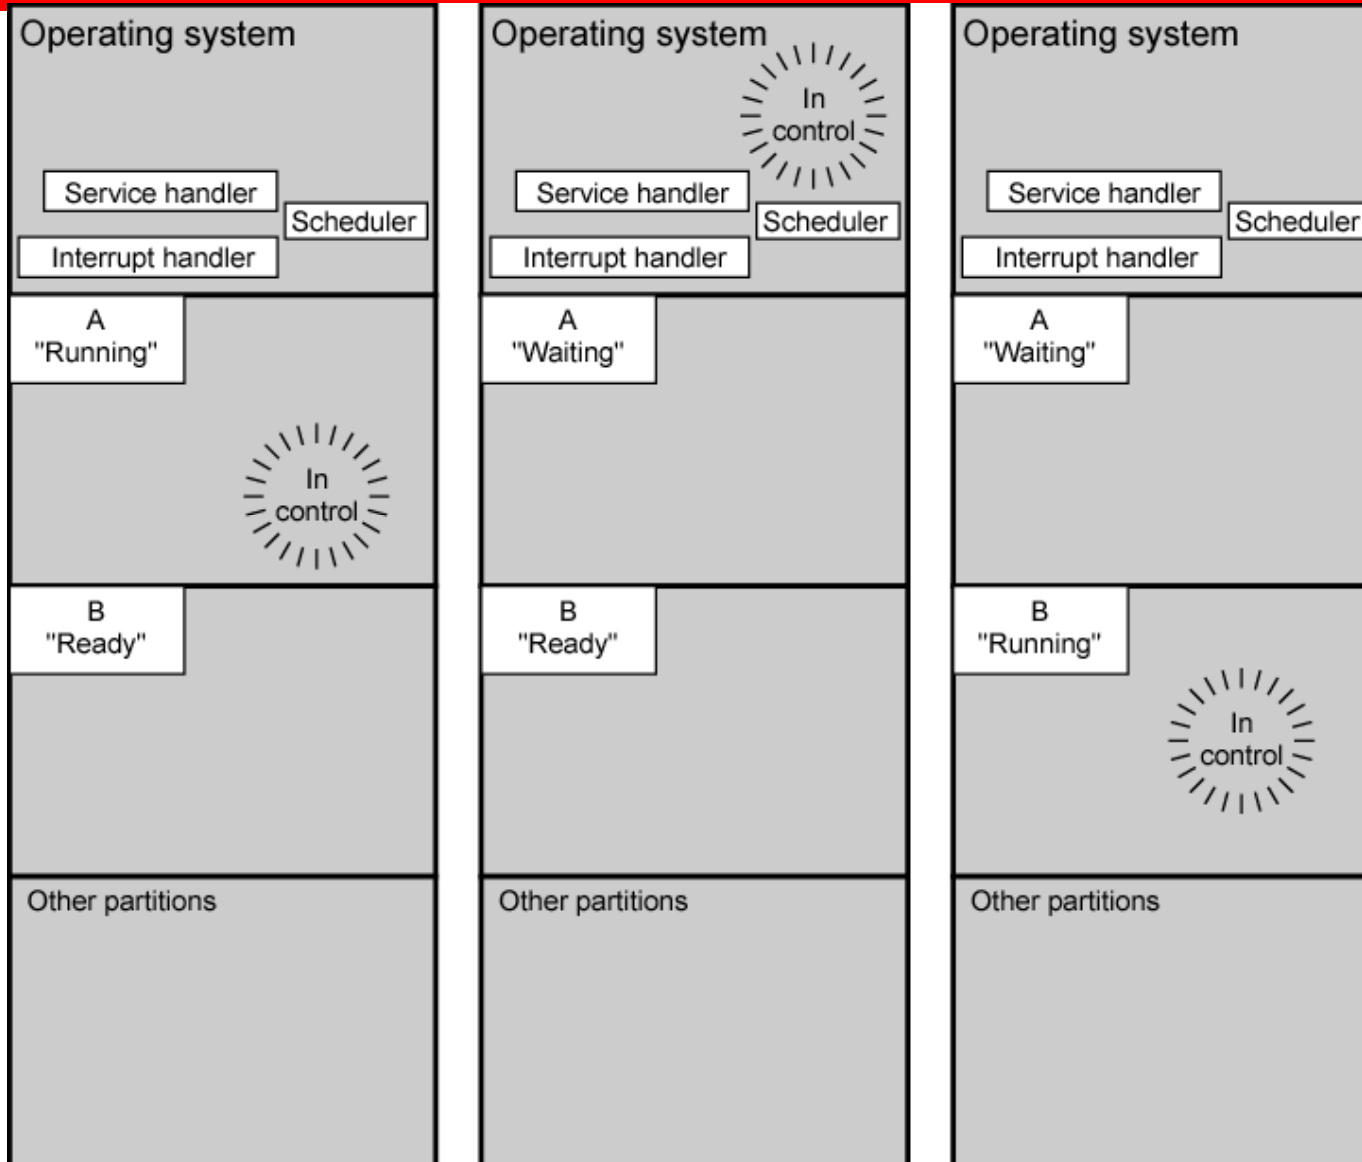 Operating system
In
control
Service handler
Scheduler
Interrupt handler
A
"Running"
In
control
B
"Ready"
Other partitions
Operating system
In
control
Service handler
Scheduler
Interrupt handler
A
"Waiting"
B
"Ready"
Other partitions
Operating system
Service handler
Scheduler
Interrupt handler
A
"Waiting"
B
"Running"
In
control
Other partitions